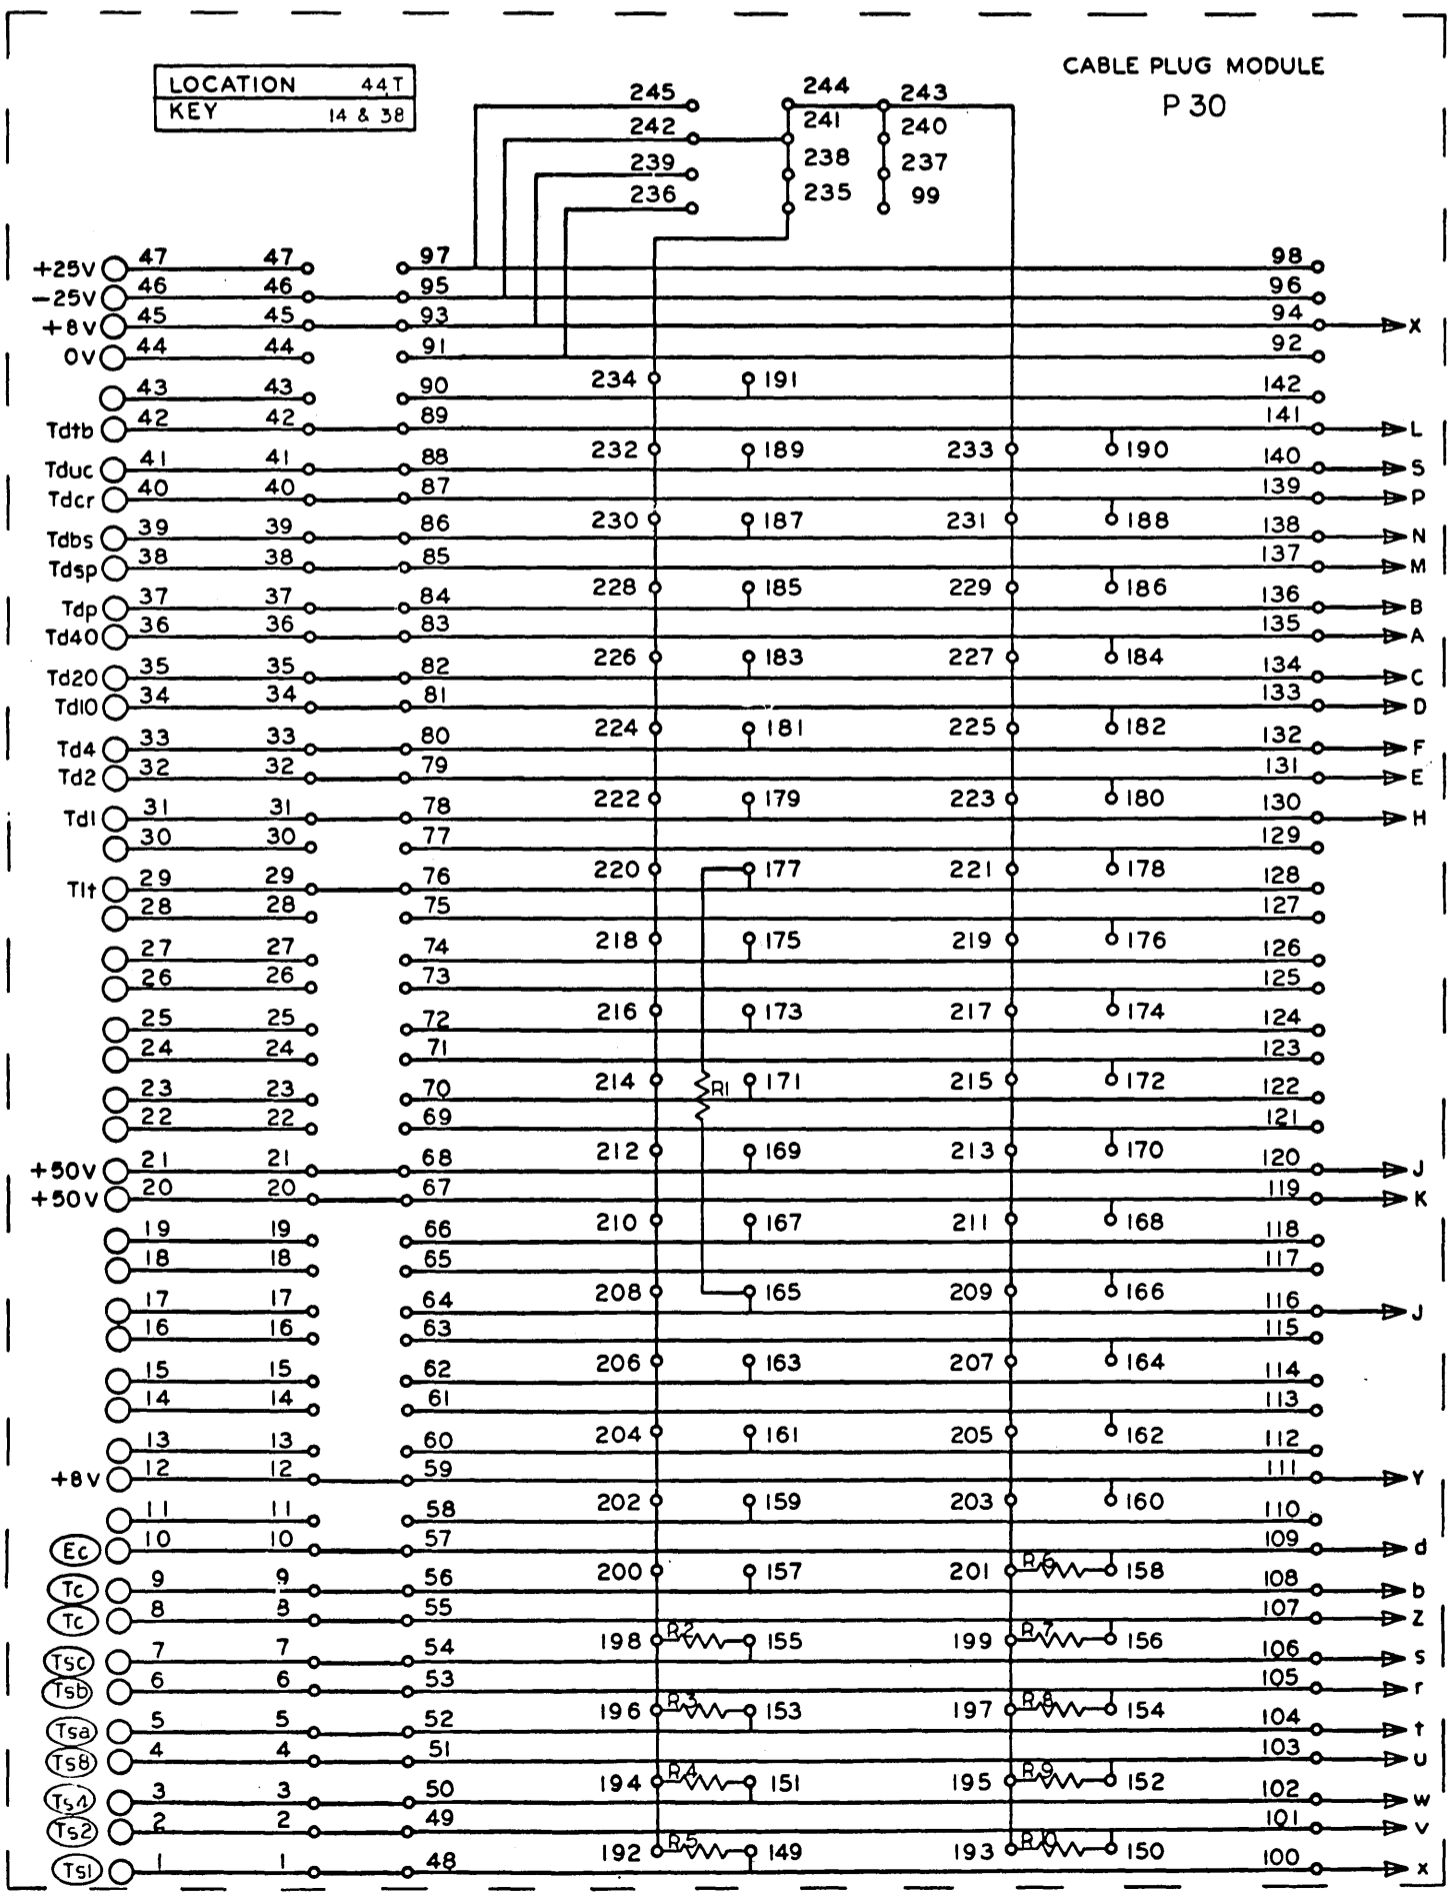 CABLE PLUG MODULE
P 30
LOCATION 44T
KEY 14 & 38
245 244 243
242 241 240
239 238 237
236 235 99
+25V 47 47 97 98
-25V 46 46 95 96
+8V 45 45 93 94 X
0V 44 44 91 92
234 191
43 43 90 142
Tdtb 42 42 89 141 L
232 189 233 190
Tduc 41 41 88 140 S
Tdcr 40 40 87 139 P
230 187 231 188
Tdbs 39 39 86 138 N
Tdsp 38 38 85 137 M
228 185 229 186
Tdp 37 37 84 136 B
Td40 36 36 83 135 A
226 183 227 184
Td20 35 35 82 134 C
Td10 34 34 81 133 D
224 181 225 182
Td4 33 33 80 132 F
Td2 32 32 79 131 E
222 179 223 180
Td1 31 31 78 130 H
30 30 77 129
220 177 221 178
T1t 29 29 76 128
28 28 75 127
218 175 219 176
27 27 74 126
26 26 73 125
216 173 217 174
25 25 72 124
24 24 71 123
214 R1 171 215 172
23 23 70 122
22 22 69 121
212 169 213 170
+50V 21 21 68 120 J
+50V 20 20 67 119 K
210 167 211 168
19 19 66 118
18 18 65 117
208 165 209 166
17 17 64 116 J
16 16 63 115
206 163 207 164
15 15 62 114
14 14 61 113
204 161 205 162
13 13 60 112
+8V 12 12 59 111 Y
202 159 203 160
11 11 58 110
Ec 10 10 57 109 d
200 157 201 R6 158
Tc 9 9 56 108 b
Tc 8 8 55 107 Z
198 R2 155 199 R7 156
Tsc 7 7 54 106 s
Tsb 6 6 53 105 r
196 R3 153 197 R8 154
Tsa 5 5 52 104 t
Ts8 4 4 51 103 u
194 R4 151 195 R9 152
Ts4 3 3 50 102 w
Ts2 2 2 49 101 v
192 R5 149 193 R10 150
Ts1 1 1 48 100 x